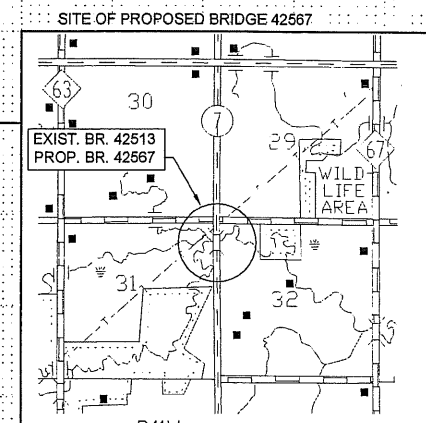 SITE OF PROPOSED BRIDGE 42567
63
30
7
29
67
EXIST. BR. 42513
PROP. BR. 42567
WILD
LIFE
AREA
31
32